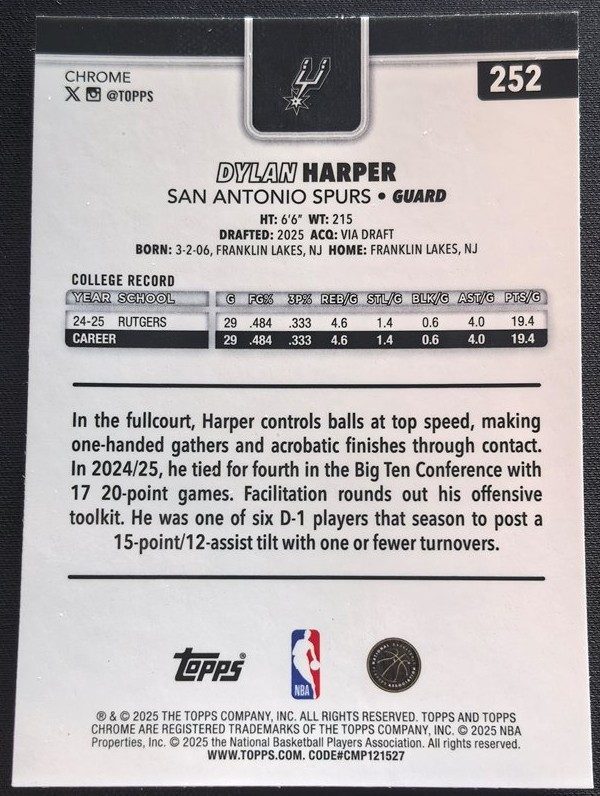 CHROME
252
X @TOPPS
DYLAN HARPER
SAN ANTONIO SPURS • GUARD
HT: 6'6" WT: 215
DRAFTED: 2025 ACQ: VIA DRAFT
BORN: 3-2-06, FRANKLIN LAKES, NJ HOME: FRANKLIN LAKES, NJ
COLLEGE RECORD
YEAR SCHOOL G FG% 3P% REB/G STL/G BLK/G AST/G PTS/G
24-25 RUTGERS 29 .484 .333 4.6 1.4 0.6 4.0 19.4
CAREER 29 .484 .333 4.6 1.4 0.6 4.0 19.4
In the fullcourt, Harper controls balls at top speed, making
one-handed gathers and acrobatic finishes through contact.
In 2024/25, he tied for fourth in the Big Ten Conference with
17 20-point games. Facilitation rounds out his offensive
toolkit. He was one of six D-1 players that season to post a
15-point/12-assist tilt with one or fewer turnovers.
Topps®
NBA
® & © 2025 THE TOPPS COMPANY, INC. ALL RIGHTS RESERVED. TOPPS AND TOPPS
CHROME ARE REGISTERED TRADEMARKS OF THE TOPPS COMPANY, INC. © 2025 NBA
Properties, Inc. © 2025 the National Basketball Players Association. All rights reserved.
WWW.TOPPS.COM. CODE#CMP121527